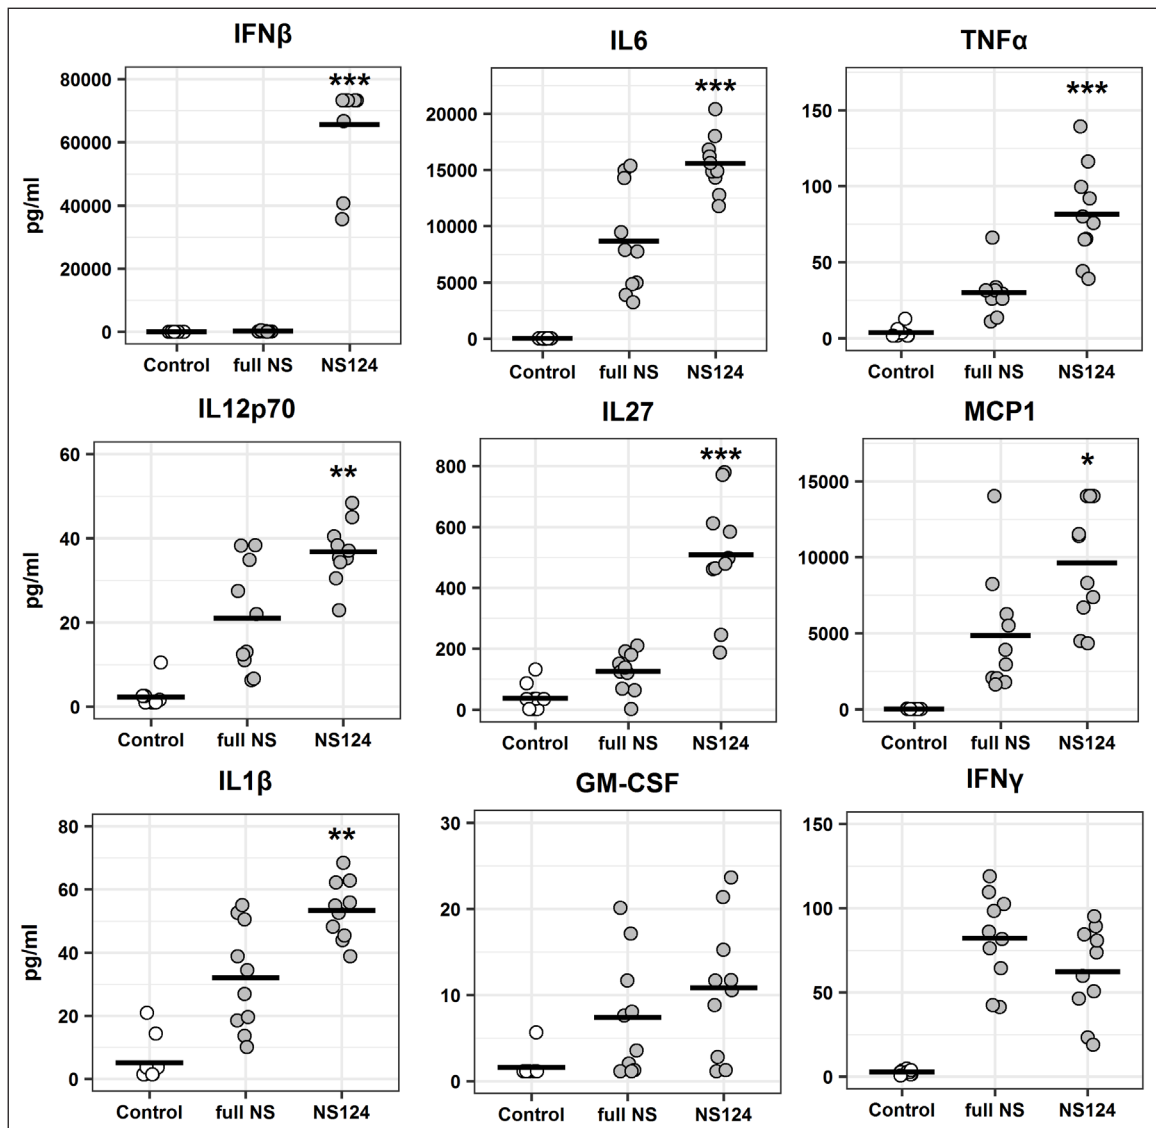 IFNβ
IL6
TNFα
pg/ml
80000
60000
40000
20000
0
***
Control
full NS
NS124
20000
15000
10000
5000
0
***
Control
full NS
NS124
150
100
50
0
***
Control
full NS
NS124
IL12p70
IL27
MCP1
pg/ml
60
40
20
0
**
Control
full NS
NS124
800
600
400
200
0
***
Control
full NS
NS124
15000
10000
5000
0
*
Control
full NS
NS124
IL1β
GM-CSF
IFNγ
pg/ml
80
60
40
20
0
**
Control
full NS
NS124
30
20
10
0
Control
full NS
NS124
150
100
50
0
Control
full NS
NS124